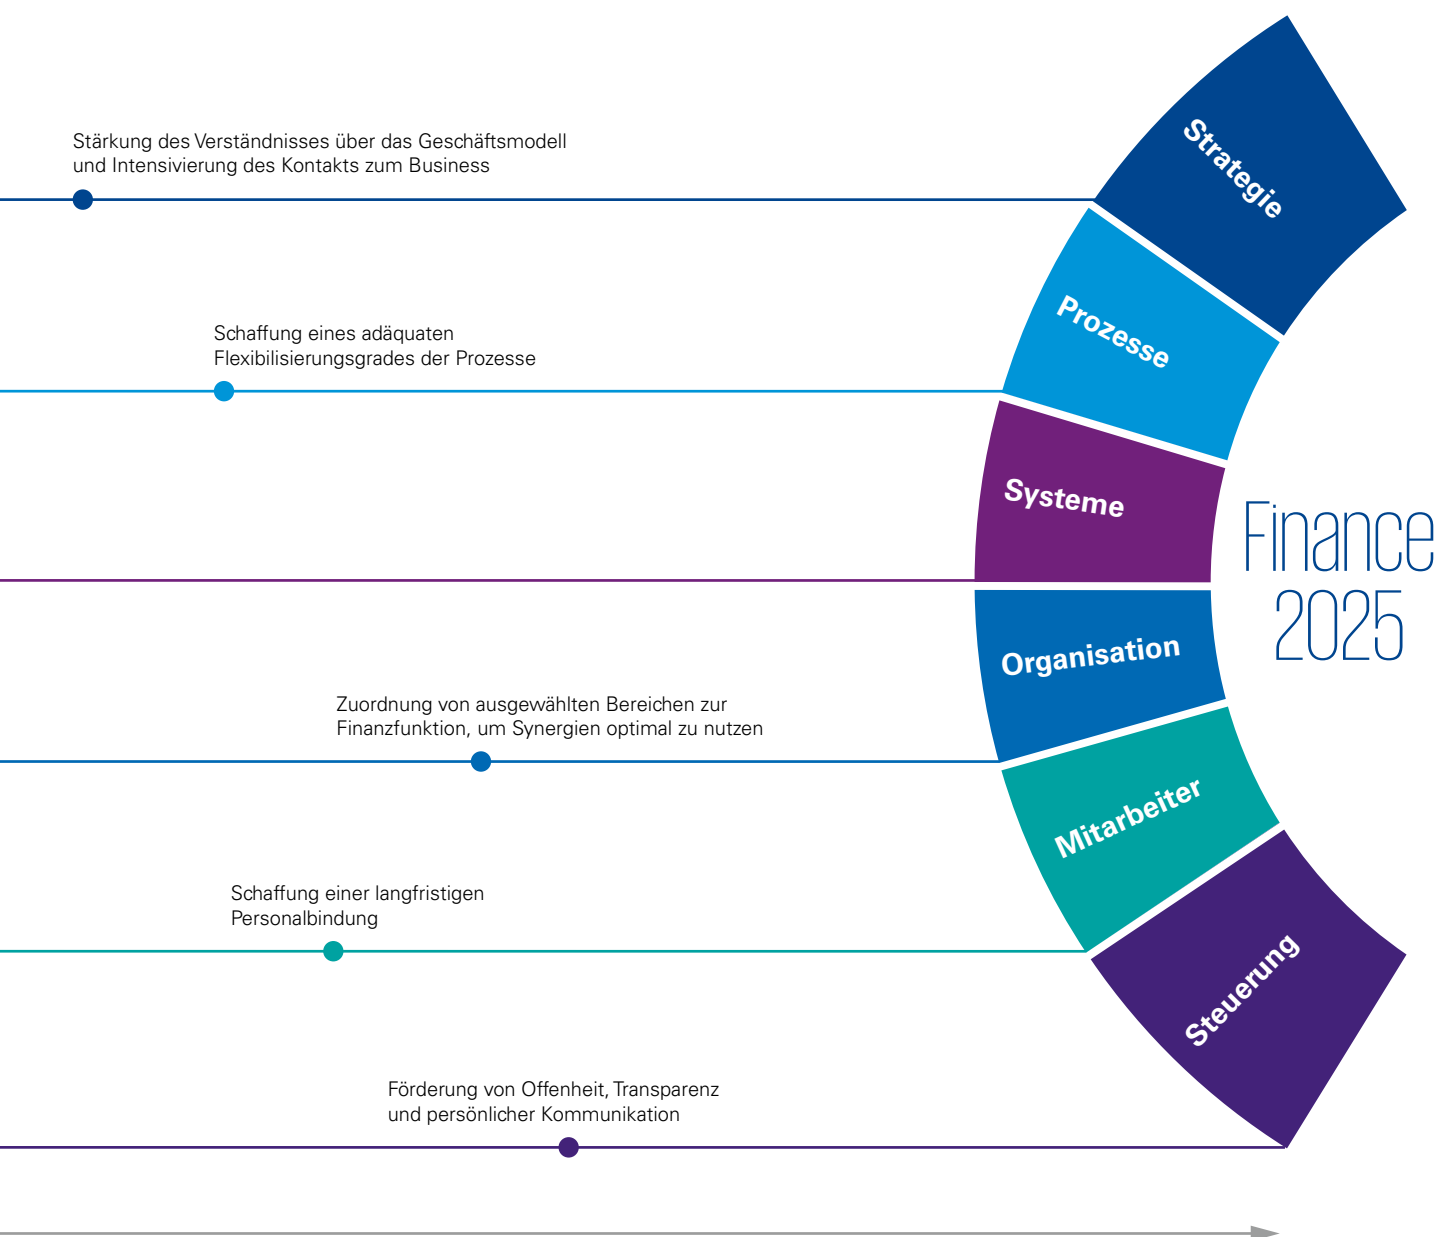 Stärkung des Verständnisses über das Geschäftsmodell
und Intensivierung des Kontakts zum Business
Strategie
Schaffung eines adäquaten
Flexibilisierungsgrades der Prozesse
Prozesse
Systeme
Finance
2025
Organisation
Zuordnung von ausgewählten Bereichen zur
Finanzfunktion, um Synergien optimal zu nutzen
Mitarbeiter
Schaffung einer langfristigen
Personalbindung
Steuerung
Förderung von Offenheit, Transparenz
und persönlicher Kommunikation